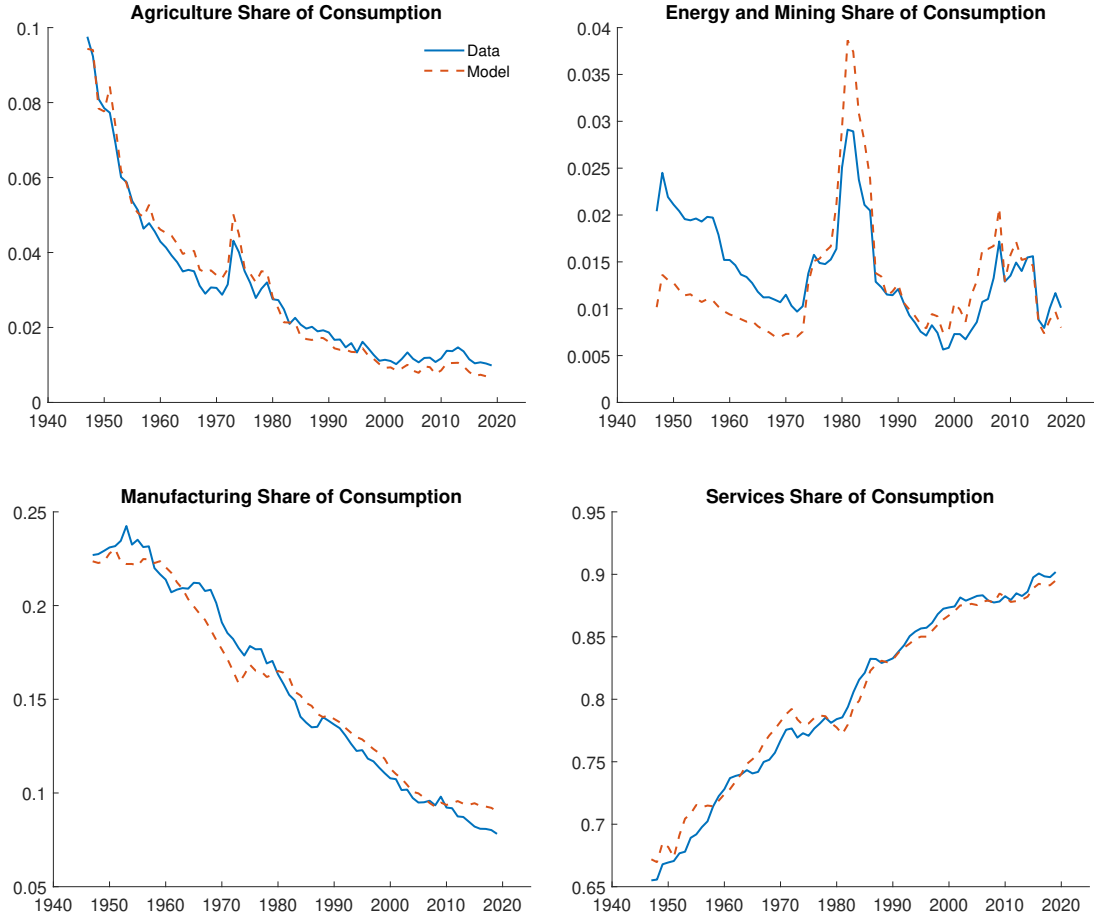 Agriculture Share of Consumption
0.1
0.08
0.06
0.04
0.02
0
1940 1950 1960 1970 1980 1990 2000 2010 2020
Data
Model
Energy and Mining Share of Consumption
0.04
0.035
0.03
0.025
0.02
0.015
0.01
0.005
0
1940 1950 1960 1970 1980 1990 2000 2010 2020
Manufacturing Share of Consumption
0.25
0.2
0.15
0.1
0.05
1940 1950 1960 1970 1980 1990 2000 2010 2020
Services Share of Consumption
0.95
0.9
0.85
0.8
0.75
0.7
0.65
1940 1950 1960 1970 1980 1990 2000 2010 2020